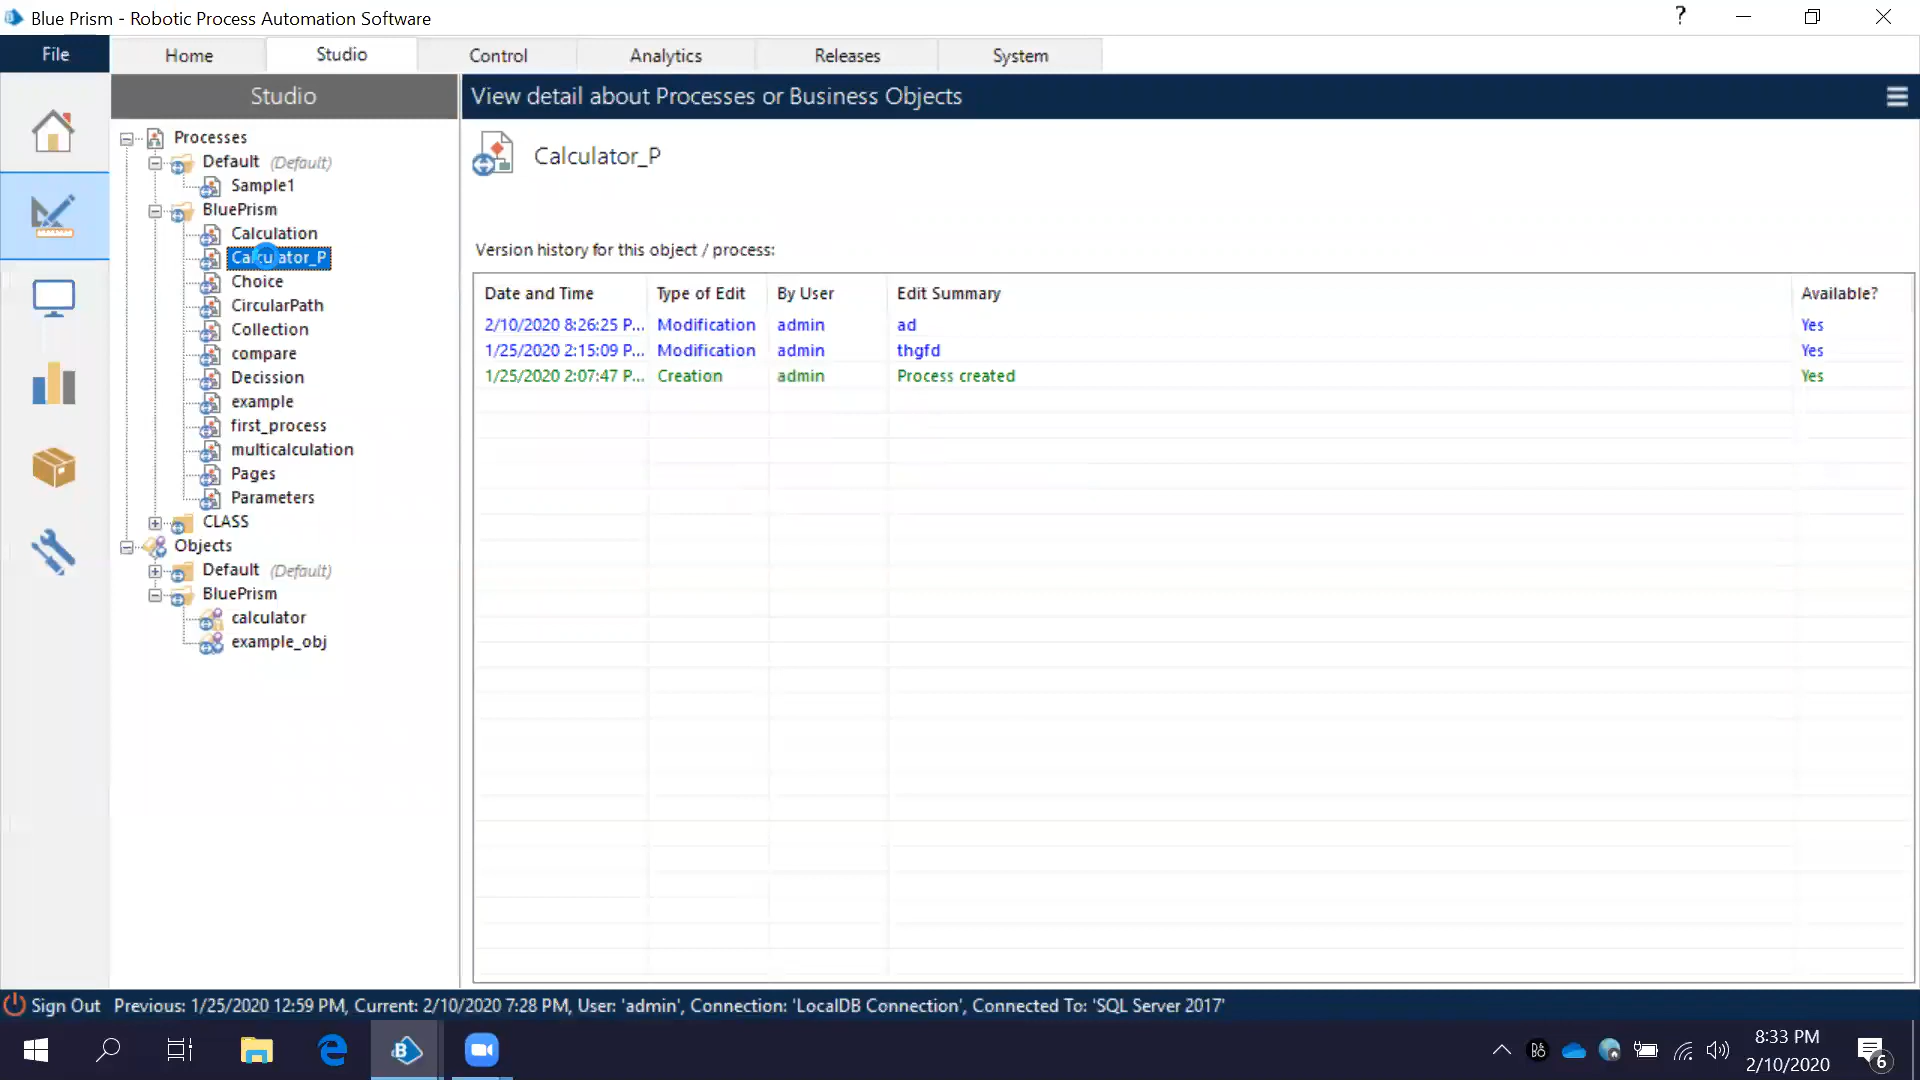 Blue Prism - Robotic Process Automation Software
?
File
Home
Studio
Control
Analytics
Releases
System
Studio
View detail about Processes or Business Objects
Processes
Default (Default)
Sample1
BluePrism
Calculation
Calculator_P
Choice
CircularPath
Collection
compare
Decission
example
first_process
multicalculation
Pages
Parameters
CLASS
Objects
Default (Default)
BluePrism
calculator
example_obj
Calculator_P
Version history for this object / process:
Date and Time Type of Edit By User Edit Summary Available?
2/10/2020 8:26:25 P... Modification admin ad Yes
1/25/2020 2:15:09 P... Modification admin thgfd Yes
1/25/2020 2:07:47 P... Creation admin Process created Yes
Sign Out Previous: 1/25/2020 12:59 PM, Current: 2/10/2020 7:28 PM, User: 'admin', Connection: 'LocalDB Connection', Connected To: 'SQL Server 2017'
8:33 PM
2/10/2020
6